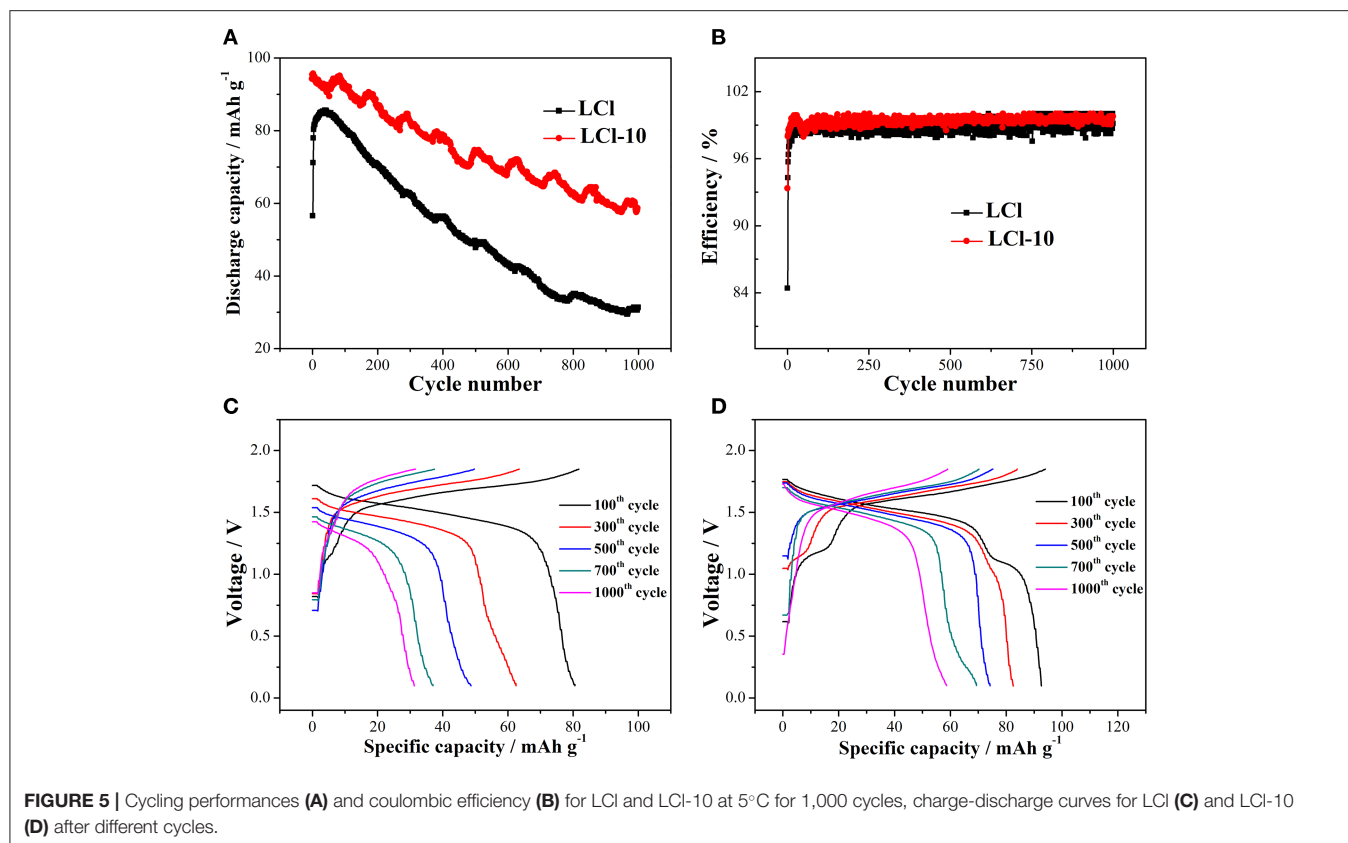 A
100
80
60
40
20
0
200
400
600
800
1000
Discharge capacity / mAh g⁻¹
Cycle number
LCl
LCl-10
B
102
96
90
84
0
250
500
750
1000
Efficiency / %
Cycle number
LCl
LCl-10
C
2.0
1.5
1.0
0.5
0.0
0
20
40
60
80
100
Voltage / V
Specific capacity / mAh g⁻¹
100th cycle
300th cycle
500th cycle
700th cycle
1000th cycle
D
2.0
1.5
1.0
0.5
0.0
0
20
40
60
80
100
120
Voltage / V
Specific capacity / mAh g⁻¹
100th cycle
300th cycle
500th cycle
700th cycle
1000th cycle
FIGURE 5 | Cycling performances (A) and coulombic efficiency (B) for LCl and LCl-10 at 5°C for 1,000 cycles, charge-discharge curves for LCl (C) and LCl-10
(D) after different cycles.